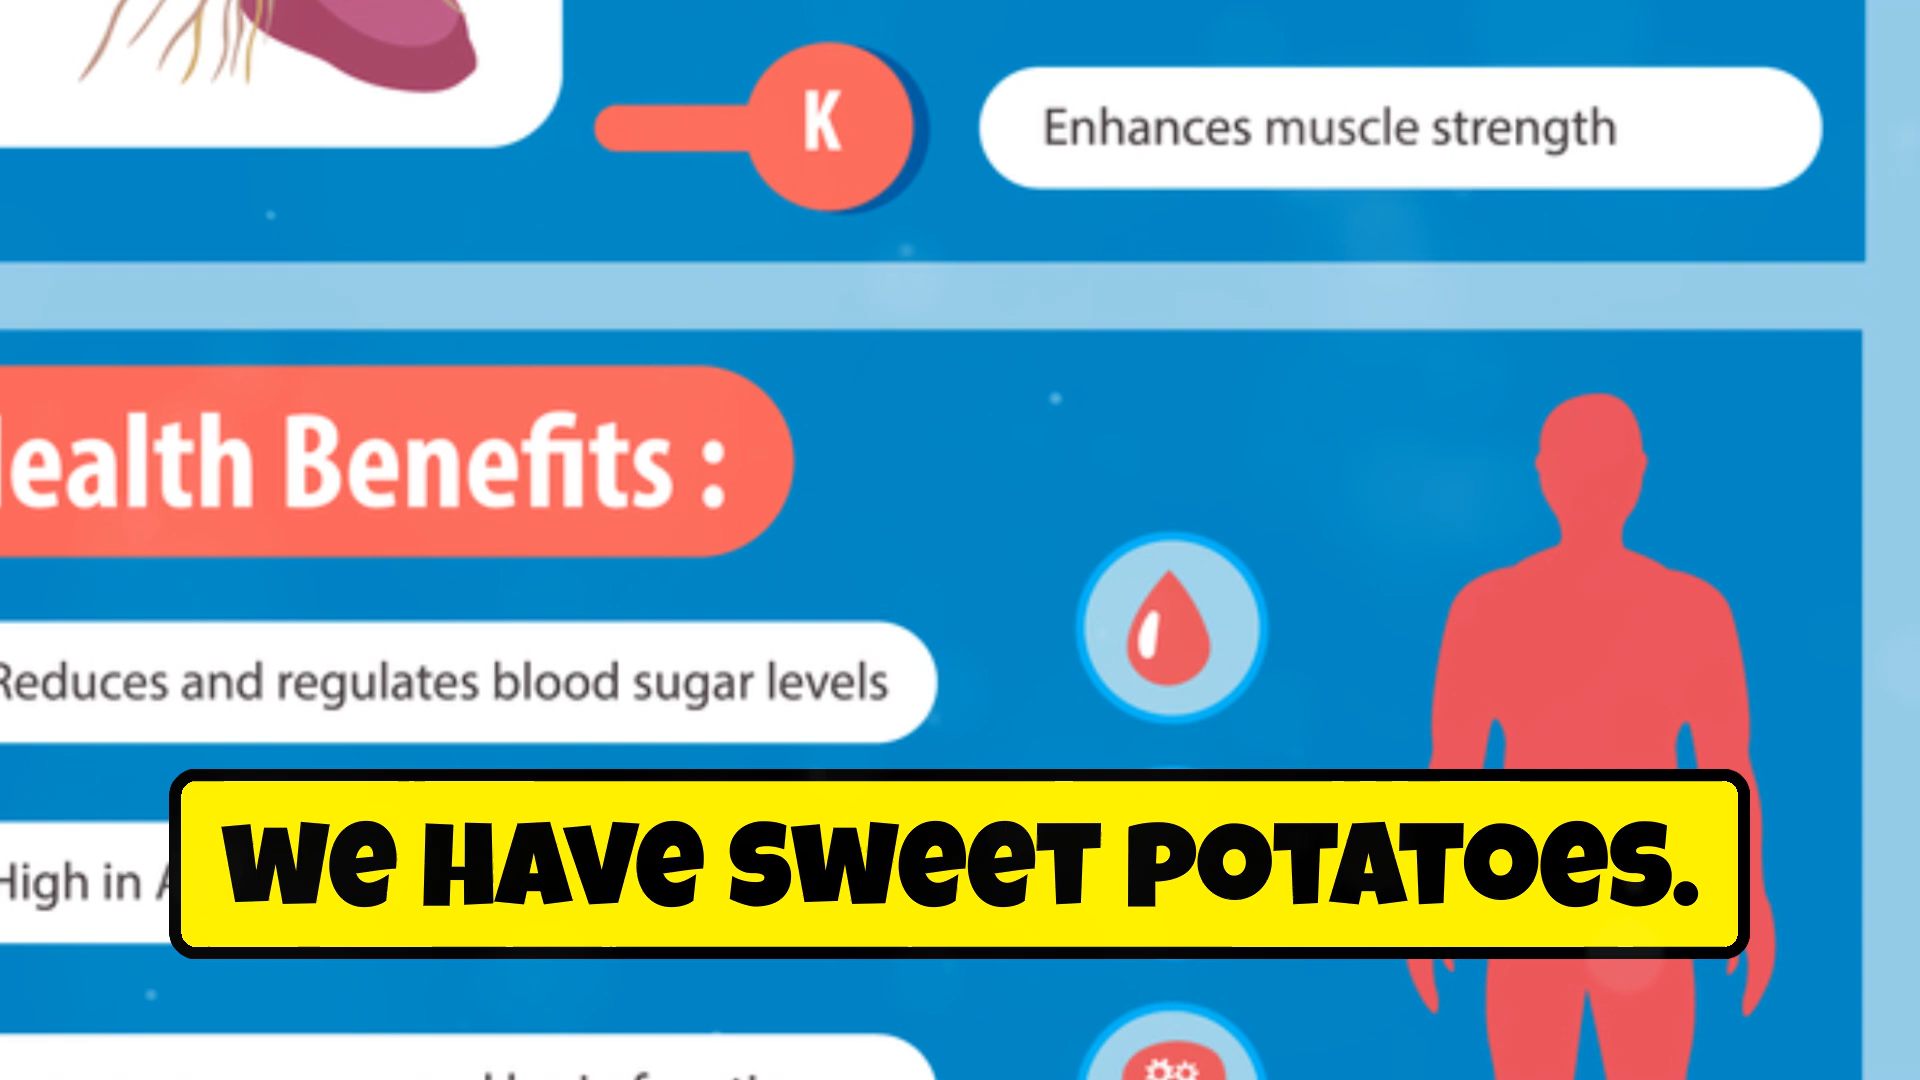 K
Enhances muscle strength
ealth Benefits :
Reduces and regulates blood sugar levels
High in
WE HAVE SWEET POTATOES.